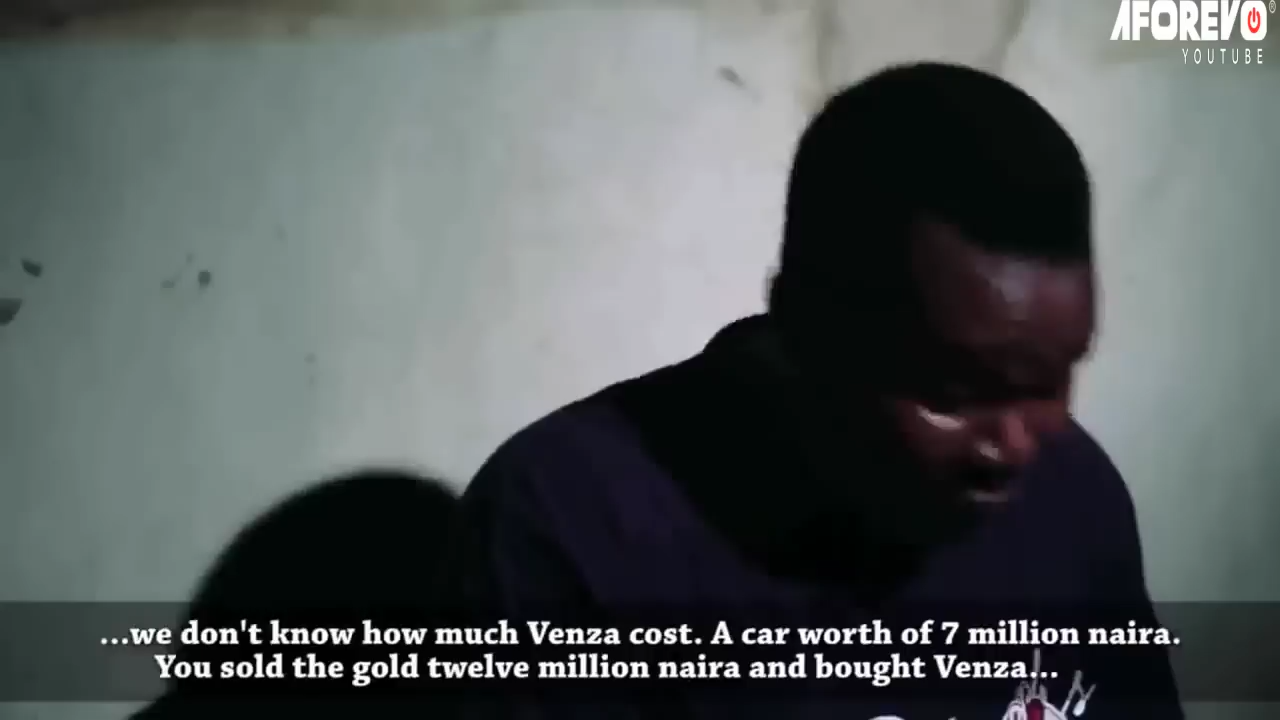 AFOREVO
YOUTUBE
...we don't know how much Venza cost. A car worth of 7 million naira.
You sold the gold twelve million naira and bought Venza...